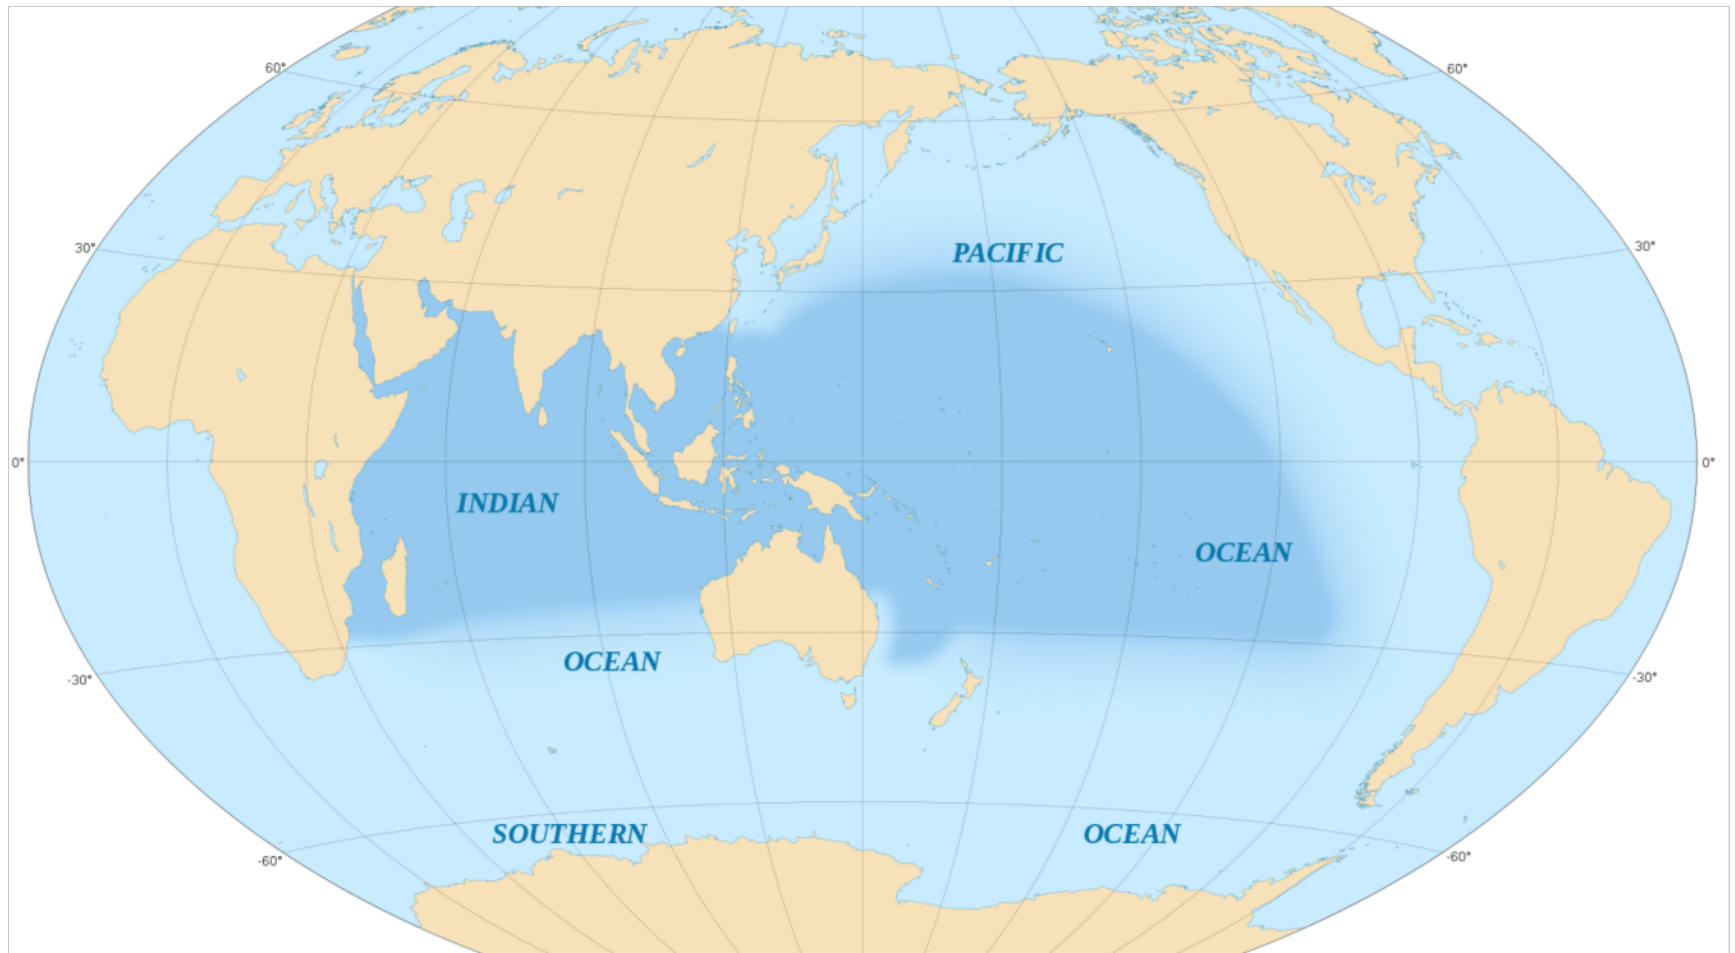 60° 60°
30° PACIFIC 30°
0° 0°
INDIAN
OCEAN
OCEAN
-30° -30°
SOUTHERN OCEAN
-60° -60°